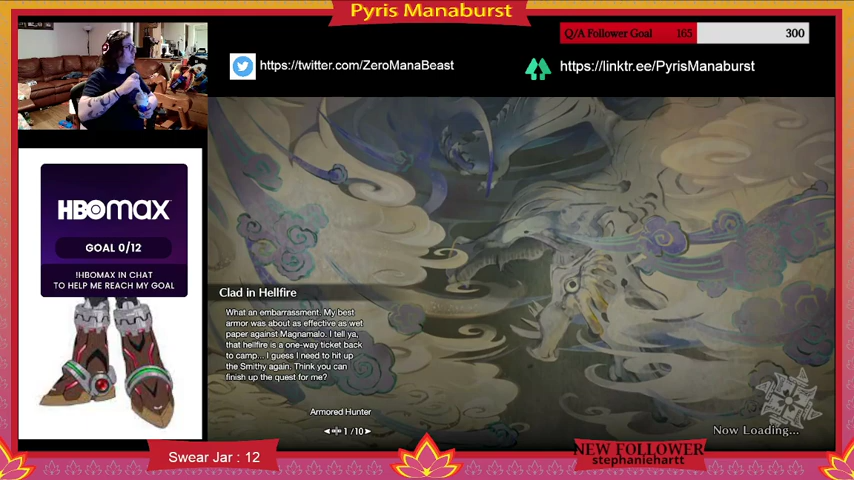 Pyris Manaburst
Q/A Follower Goal 165 300
https://twitter.com/ZeroManaBeast
https://linktr.ee/PyrisManaburst
HBOMAX
GOAL 0/12
!HBOMAX IN CHAT
TO HELP ME REACH MY GOAL
Clad in Hellfire
What an embarrassment. My best
armor was about as effective as wet
paper against Magnamalo. I tell ya,
that hellfire is a one-way ticket back
to camp... I guess I need to hit up
the Smithy again. Think you can
finish up the quest for me?
Armored Hunter
1 /10
Now Loading...
Swear Jar : 12
NEW FOLLOWER
stephaniehartt